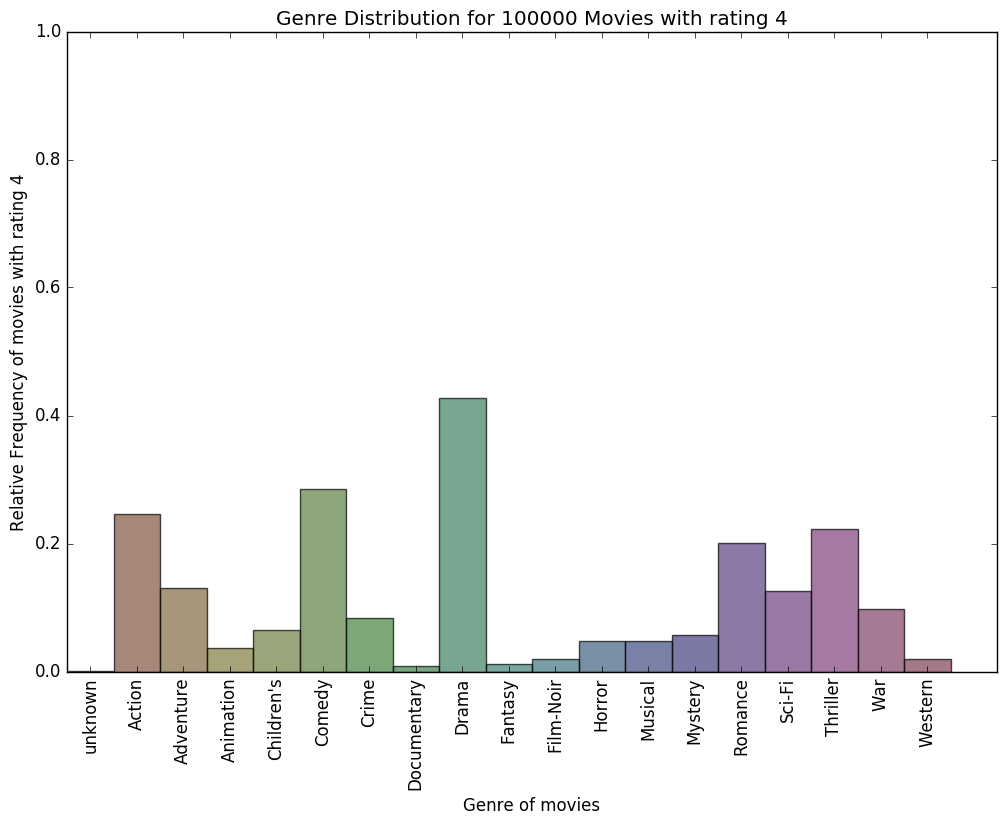 Genre Distribution for 100000 Movies with rating 4
Relative Frequency of movies with rating 4
1.0
0.8
0.6
0.4
0.2
0.0
unknown
Action
Adventure
Animation
Children's
Comedy
Crime
Documentary
Drama
Fantasy
Film-Noir
Horror
Musical
Mystery
Romance
Sci-Fi
Thriller
War
Western
Genre of movies